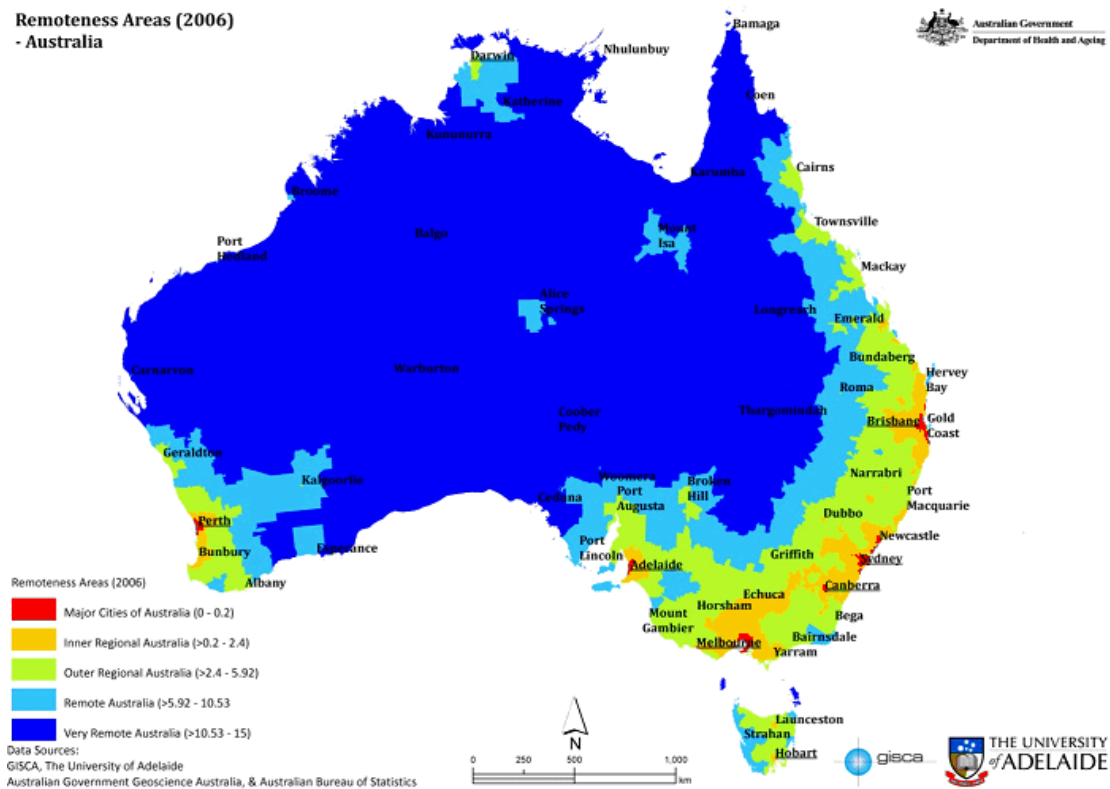 Remoteness Areas (2006)
- Australia
Australian Government
Department of Health and Ageing
Bamaga
Nhulunbuy
Darwin
Coen
Katherine
Kununurra
Karumba
Cairns
Broome
Townsville
Mount
Isa
Balgo
Port
Hedland
Mackay
Alice
Springs
Longreach
Emerald
Bundaberg
Carnarvon
Warburton
Hervey
Bay
Roma
Coober
Pedy
Thargomindah
Brisbane
Gold
Coast
Geraldton
Kalgoorlie
Woomera
Broken
Hill
Narrabri
Ceduna
Port
Augusta
Port
Macquarie
Dubbo
Perth
Newcastle
Bunbury
Esperance
Port
Lincoln
Griffith
Sydney
Adelaide
Albany
Canberra
Echuca
Horsham
Mount
Gambier
Bega
Melbourne
Bairnsdale
Yarram
Launceston
Strahan
Hobart
Remoteness Areas (2006)
Major Cities of Australia (0 - 0.2)
Inner Regional Australia (>0.2 - 2.4)
Outer Regional Australia (>2.4 - 5.92)
Remote Australia (>5.92 - 10.53
Very Remote Australia (>10.53 - 15)
Data Sources:
GISCA, The University of Adelaide
Australian Government Geoscience Australia, & Australian Bureau of Statistics
N
0 250 500 1,000
km
gisca
THE UNIVERSITY
of ADELAIDE